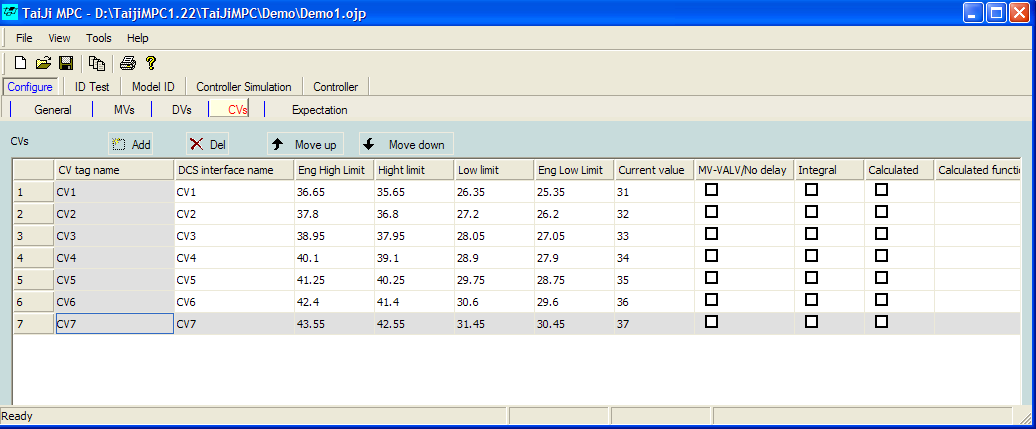 TaiJi MPC - D:\TaijiMPC1.22\TaiJiMPC\Demo\Demo1.ojp
File View Tools Help
Configure ID Test Model ID Controller Simulation Controller
General MVs DVs CVs Expectation
CVs Add Del Move up Move down
CV tag name DCS interface name Eng High Limit Hight limit Low limit Eng Low Limit Current value MV-VALV/No delay Integral Calculated Calculated functi
1 CV1 CV1 36.65 35.65 26.35 25.35 31
2 CV2 CV2 37.8 36.8 27.2 26.2 32
3 CV3 CV3 38.95 37.95 28.05 27.05 33
4 CV4 CV4 40.1 39.1 28.9 27.9 34
5 CV5 CV5 41.25 40.25 29.75 28.75 35
6 CV6 CV6 42.4 41.4 30.6 29.6 36
7 CV7 CV7 43.55 42.55 31.45 30.45 37
Ready